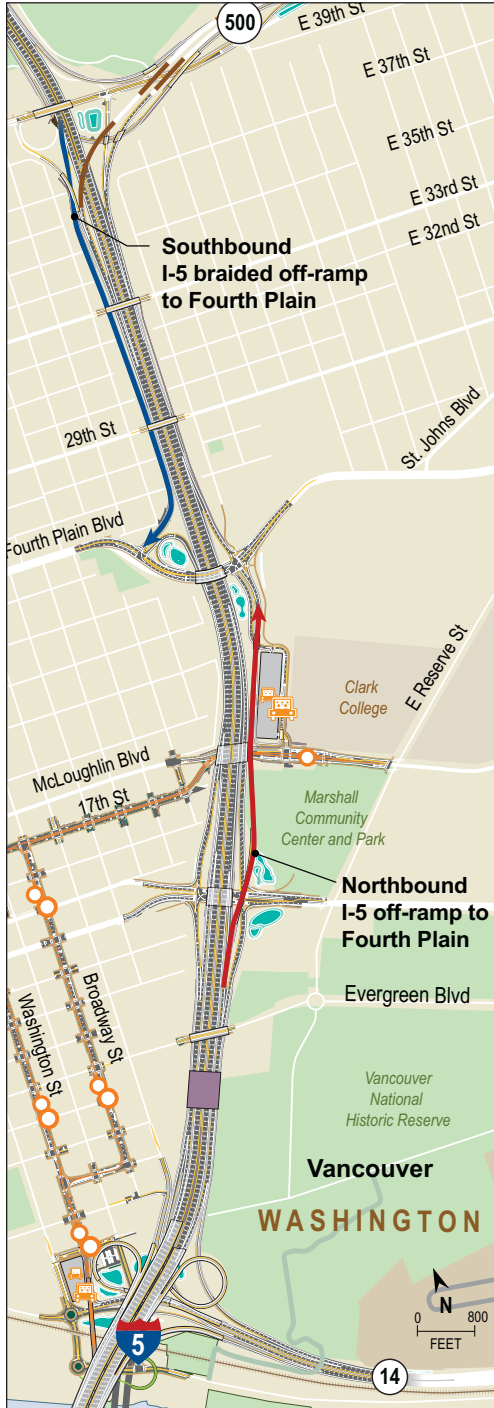 500
E 39th St
E 37th St
E 35th St
E 33rd St
E 32nd St
Southbound
I-5 braided off-ramp
to Fourth Plain
29th St
St. Johns Blvd
Fourth Plain Blvd
E Reserve St
Clark
College
McLoughlin Blvd
17th St
Marshall
Community
Center and Park
Northbound
I-5 off-ramp to
Fourth Plain
Evergreen Blvd
Broadway St
Washington St
Vancouver
National
Historic Reserve
Vancouver
WASHINGTON
N
0 800
FEET
5
14